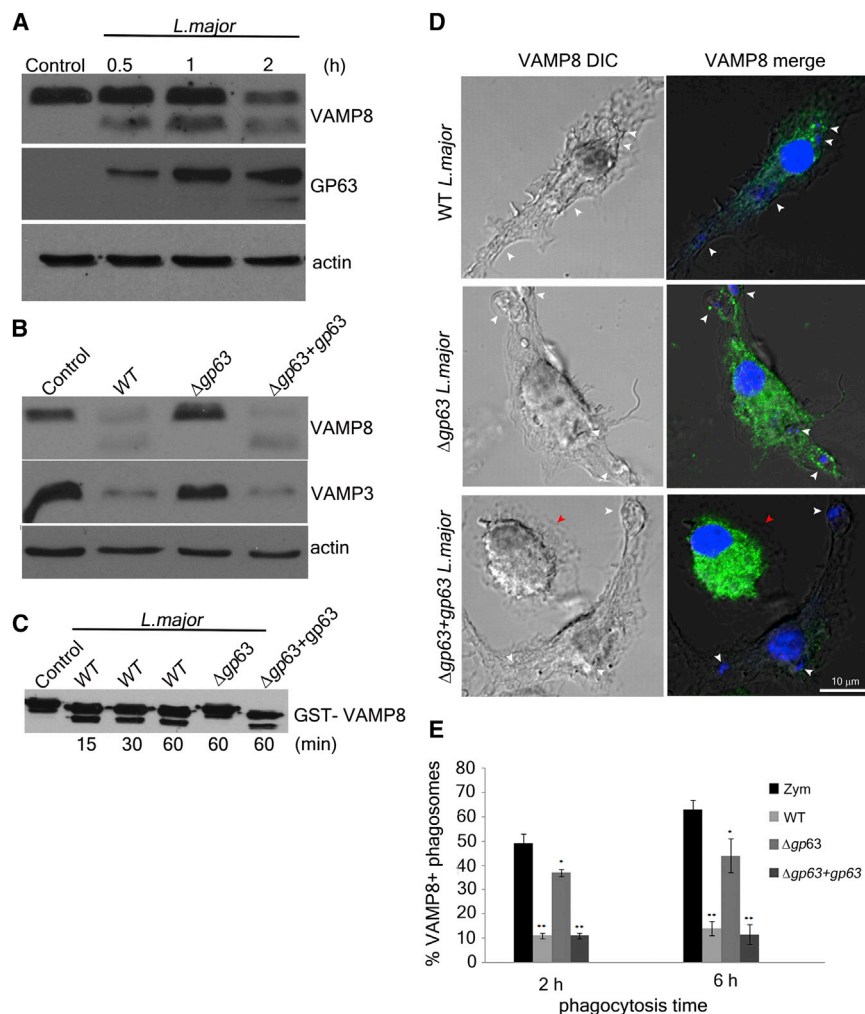 A
L.major
Control 0.5 1 2 (h)
VAMP8
GP63
actin
B
Control WT Δgp63 Δgp63+gp63
VAMP8
VAMP3
actin
C
L.major
Control WT WT WT Δgp63 Δgp63+gp63
GST- VAMP8
15 30 60 60 60 (min)
D
VAMP8 DIC VAMP8 merge
WT L.major
Δgp63 L.major
Δgp63+gp63 L.major
10 µm
E
% VAMP8+ phagosomes
80
70
60
50
40
30
20
10
0
* ** **
* ** **
Zym
WT
Δgp63
Δgp63+gp63
2 h 6 h
phagocytosis time